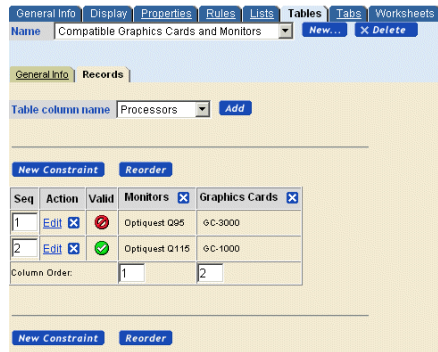 General Info Display Properties Rules Lists Tables Tabs Worksheets
Name Compatible Graphics Cards and Monitors New... Delete
General Info Records
Table column name Processors Add
New Constraint Reorder
Seq Action Valid Monitors Graphics Cards
1 Edit Optiquest Q95 GC-3000
2 Edit Optiquest Q115 GC-1000
Column Order: 1 2
New Constraint Reorder